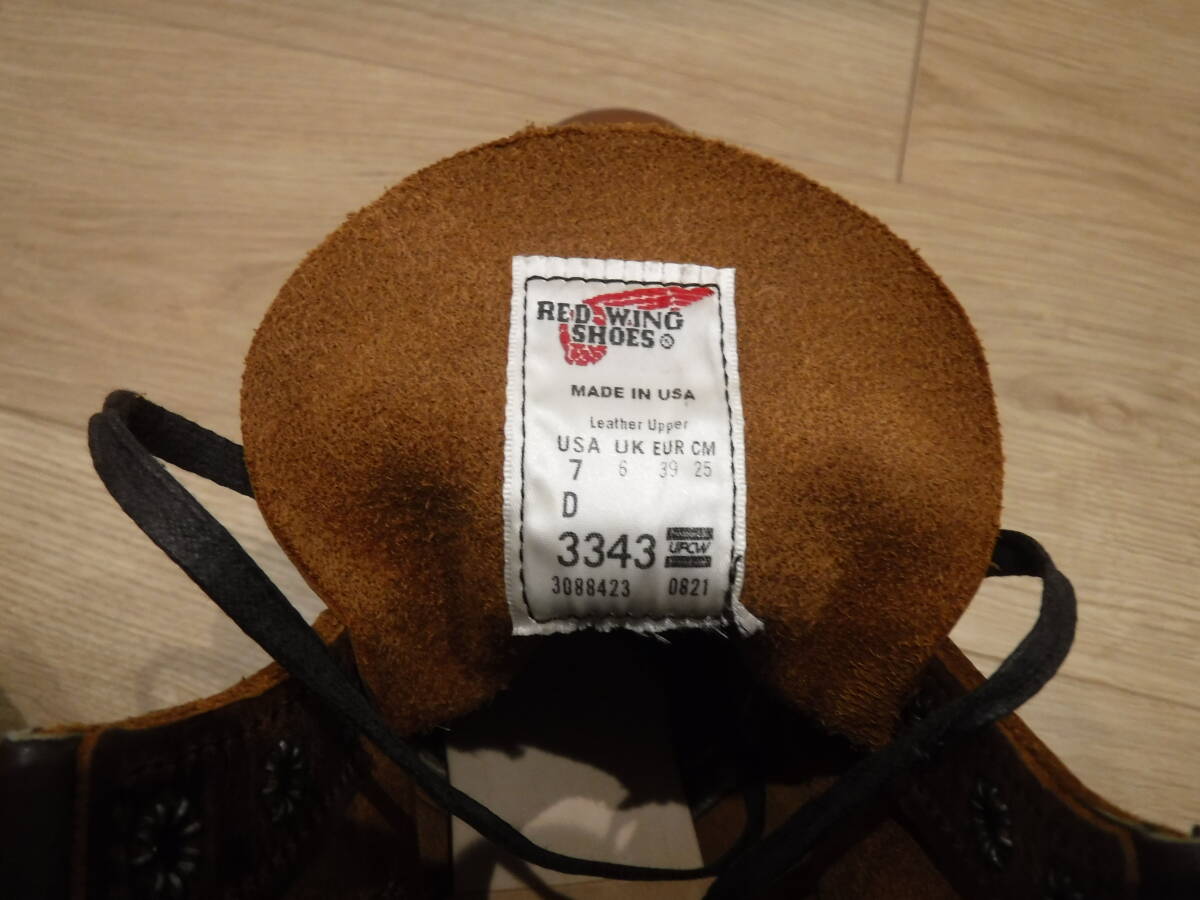 RED WING
SHOES®
MADE IN USA
Leather Upper
USA UK EUR CM
7 6 39 25
D
3343 UFCW
3088423 0821